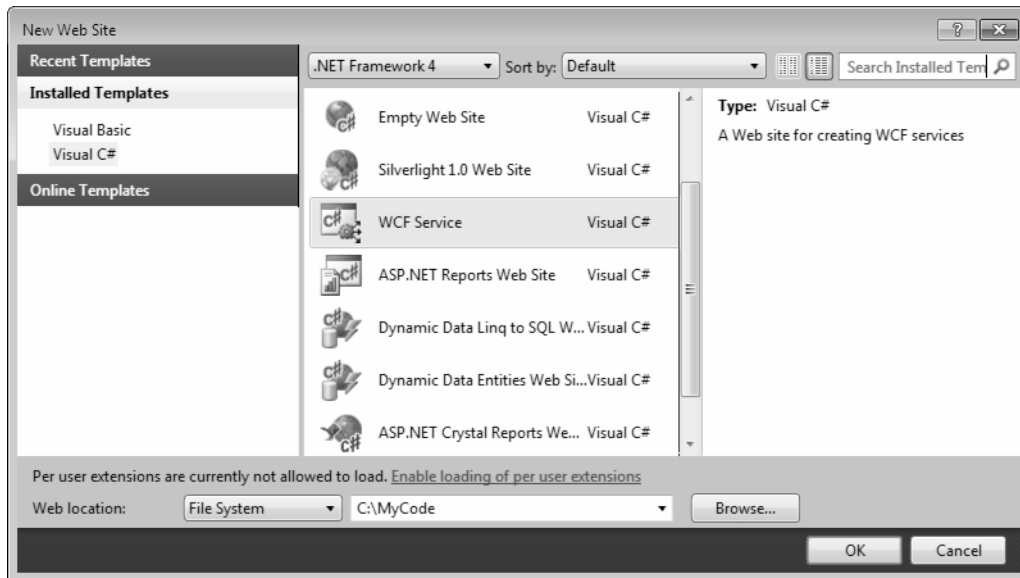 New Web Site
Recent Templates
Installed Templates
Visual Basic
Visual C#
Online Templates
.NET Framework 4
Sort by: Default
Search Installed Tem
Empty Web Site Visual C#
Silverlight 1.0 Web Site Visual C#
WCF Service Visual C#
ASP.NET Reports Web Site Visual C#
Dynamic Data Linq to SQL W... Visual C#
Dynamic Data Entities Web Si... Visual C#
ASP.NET Crystal Reports We... Visual C#
Type: Visual C#
A Web site for creating WCF services
Per user extensions are currently not allowed to load. Enable loading of per user extensions
Web location: File System C:\MyCode Browse...
OK Cancel